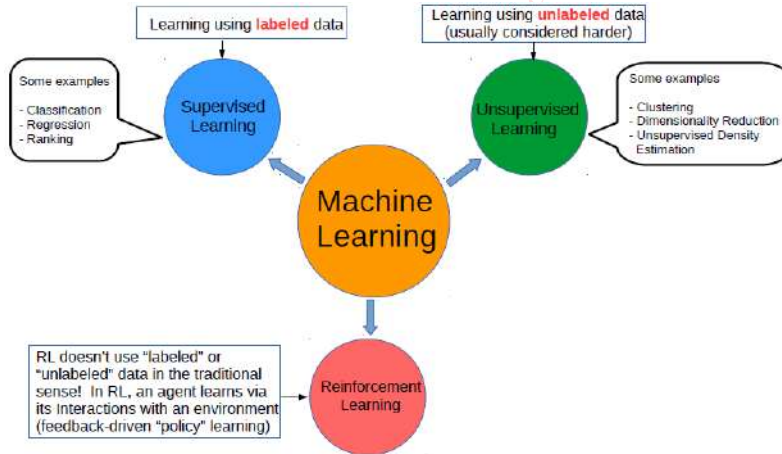 Learning using labeled data
Learning using unlabeled data
(usually considered harder)
Some examples
- Classification
- Regression
- Ranking
Supervised
Learning
Unsupervised
Learning
Some examples
- Clustering
- Dimensionality Reduction
- Unsupervised Density
Estimation
Machine
Learning
RL doesn't use “labeled” or
“unlabeled” data in the traditional
sense! In RL, an agent learns via
its Interactions with an environment
(feedback-driven “policy” learning)
Reinforcement
Learning